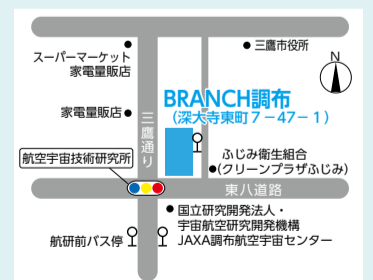 スーパーマーケット
家電量販店
三鷹市役所
N
BRANCH調布
(深大寺東町7-47-1)
家電量販店
三鷹通り
航空宇宙技術研究所
ふじみ衛生組合
(クリーンプラザふじみ)
東八道路
国立研究開発法人・
宇宙航空研究開発機構
JAXA調布航空宇宙センター
航研前バス停